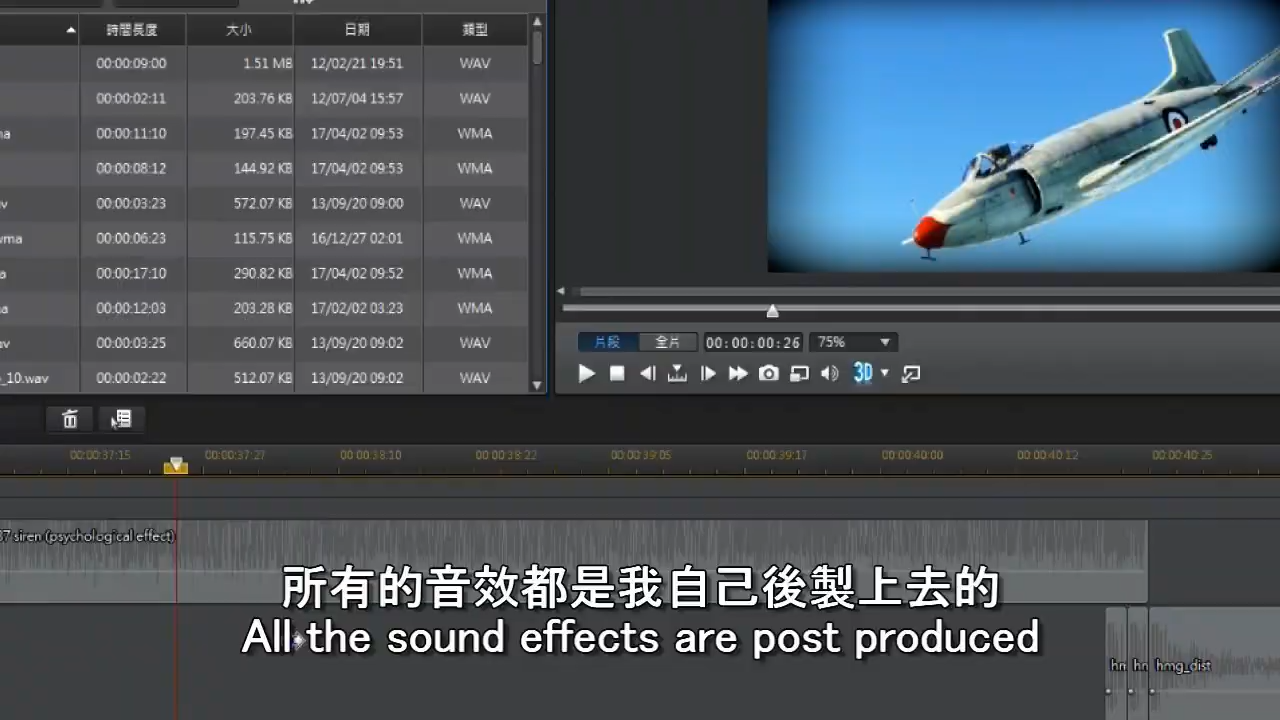 時間長度 大小 日期 類型
00:00:09:00 1.51 MB 12/02/21 19:51 WAV
00:00:02:11 203.76 KB 12/07/04 15:57 WAV
ma 00:00:11:10 197.45 KB 17/04/02 09:53 WMA
00:00:08:12 144.92 KB 17/04/02 09:53 WMA
v 00:00:03:23 572.07 KB 13/09/20 09:00 WAV
wma 00:00:06:23 115.75 KB 16/12/27 02:01 WMA
a 00:00:17:10 290.82 KB 17/04/02 09:52 WMA
a 00:00:12:03 203.28 KB 17/02/02 03:23 WMA
av 00:00:03:25 660.07 KB 13/09/20 09:02 WAV
_10.wav 00:00:02:22 512.07 KB 13/09/20 09:02 WAV
片段 全片 00:00:00:26 75%
3D
00:00:37:15 00:00:37:27 00:00:38:10 00:00:38:22 00:00:39:05 00:00:39:17 00:00:40:00 00:00:40:12 00:00:40:25
7 siren (psychological effect)
所有的音效都是我自己後製上去的
All the sound effects are post produced
hn hn hmg_dist